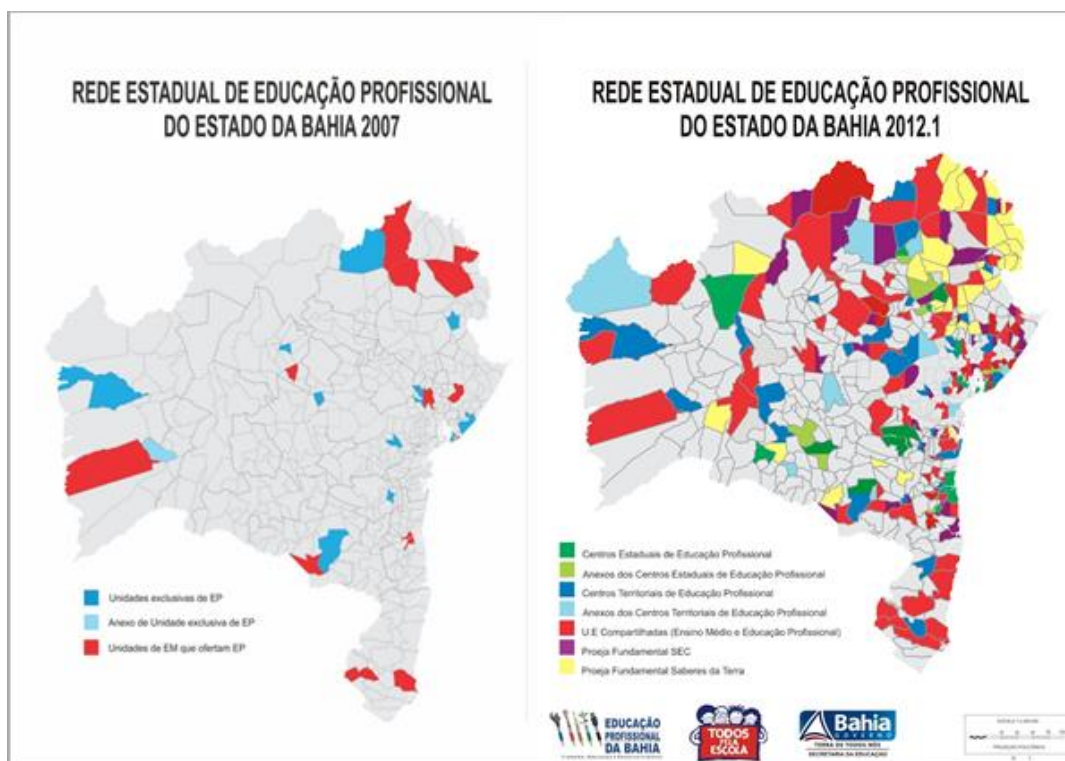 REDE ESTADUAL DE EDUCAÇÃO PROFISSIONAL
DO ESTADO DA BAHIA 2007
Unidades exclusivas de EP
Anexo de Unidade exclusiva de EP
Unidades de EM que ofertam EP
REDE ESTADUAL DE EDUCAÇÃO PROFISSIONAL
DO ESTADO DA BAHIA 2012.1
Centros Estaduais de Educação Profissional
Anexos dos Centros Estaduais de Educação Profissional
Centros Territoriais de Educação Profissional
Anexos dos Centros Territoriais de Educação Profissional
U.E Compartilhadas (Ensino Médio e Educação Profissional)
Proeja Fundamental SEC
Proeja Fundamental Saberes da Terra
EDUCAÇÃO
PROFISSIONAL
DA BAHIA
TODOS
PELA
ESCOLA
Bahia
GOVERNO
TERRA DE TODOS NÓS
SECRETARIA DA EDUCAÇÃO